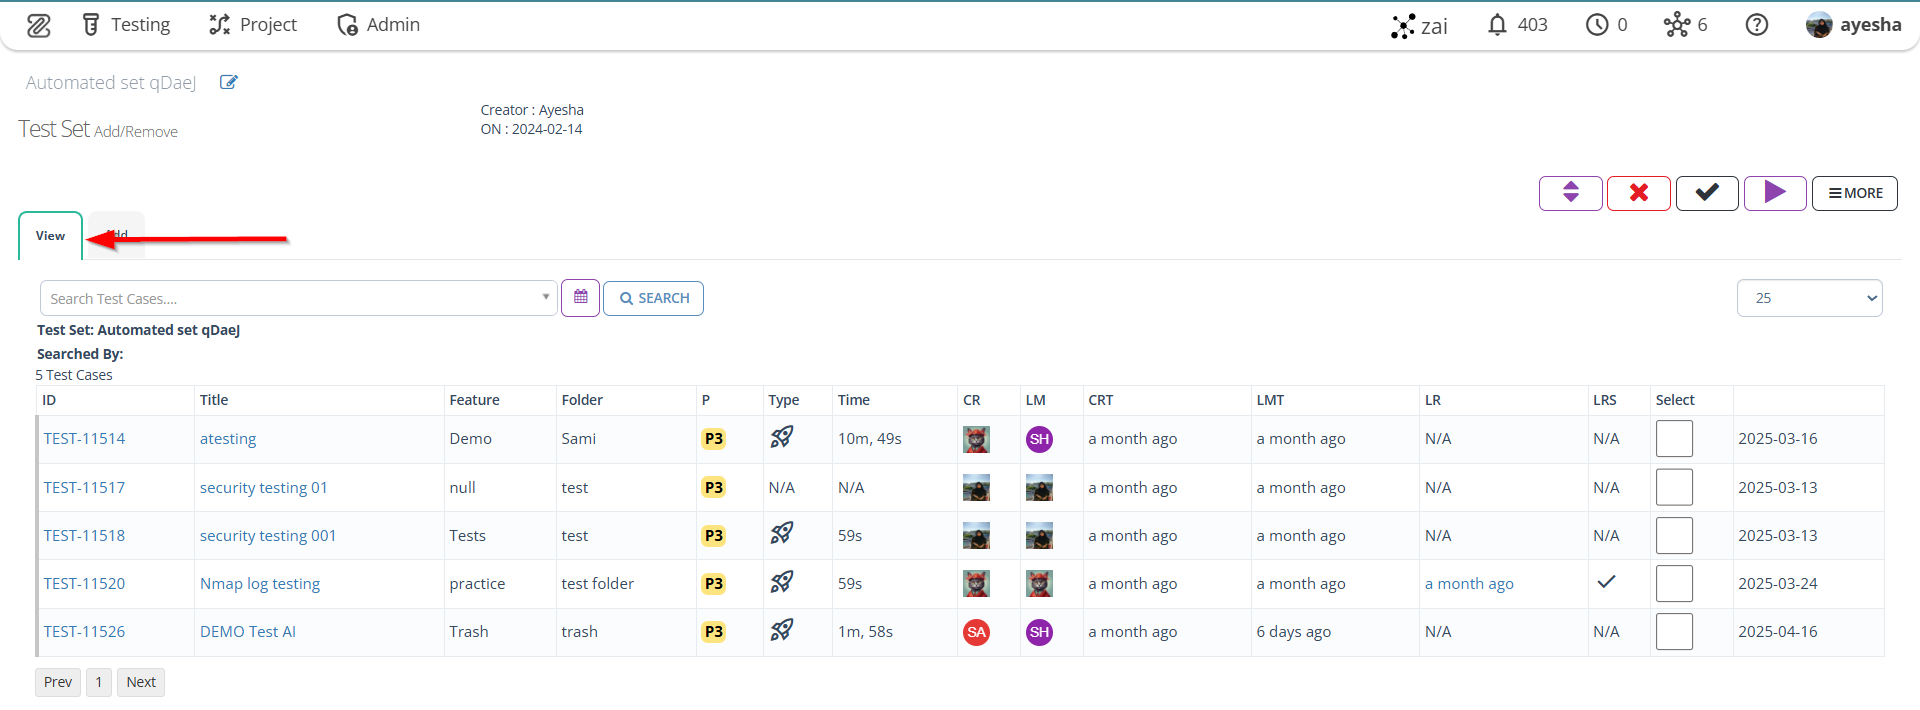 Testing Project Admin zai 403 0 6 ayesha
Automated set qDaeJ
Creator : Ayesha
Test Set Add/Remove
ON : 2024-02-14
MORE
View
Search Test Cases.... SEARCH 25
Test Set: Automated set qDaeJ
Searched By:
5 Test Cases
ID Title Feature Folder P Type Time CR LM CRT LMT LR LRS Select
TEST-11514 atesting Demo Sami P3 10m, 49s SH a month ago a month ago N/A N/A 2025-03-16
TEST-11517 security testing 01 null test P3 N/A N/A a month ago a month ago N/A N/A 2025-03-13
TEST-11518 security testing 001 Tests test P3 59s a month ago a month ago N/A N/A 2025-03-13
TEST-11520 Nmap log testing practice test folder P3 59s a month ago a month ago a month ago 2025-03-24
TEST-11526 DEMO Test AI Trash trash P3 1m, 58s SA SH a month ago 6 days ago N/A N/A 2025-04-16
Prev 1 Next